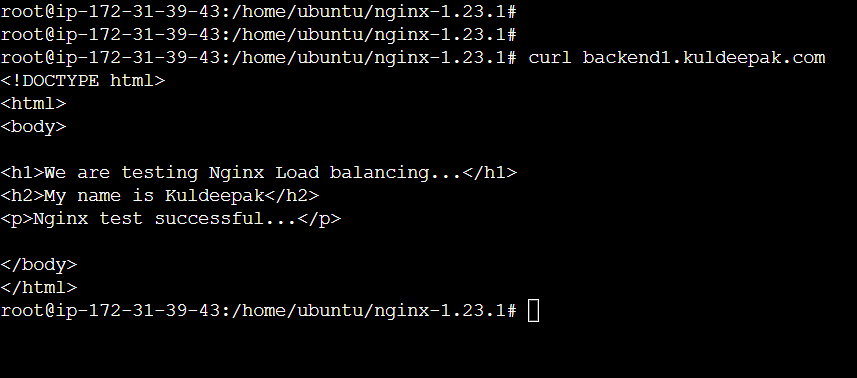 root@ip-172-31-39-43:/home/ubuntu/nginx-1.23.1#
root@ip-172-31-39-43:/home/ubuntu/nginx-1.23.1#
root@ip-172-31-39-43:/home/ubuntu/nginx-1.23.1# curl backend1.kuldeepak.com
<!DOCTYPE html>
<html>
<body>
<h1>We are testing Nginx Load balancing...</h1>
<h2>My name is Kuldeepak</h2>
<p>Nginx test successful...</p>
</body>
</html>
root@ip-172-31-39-43:/home/ubuntu/nginx-1.23.1#